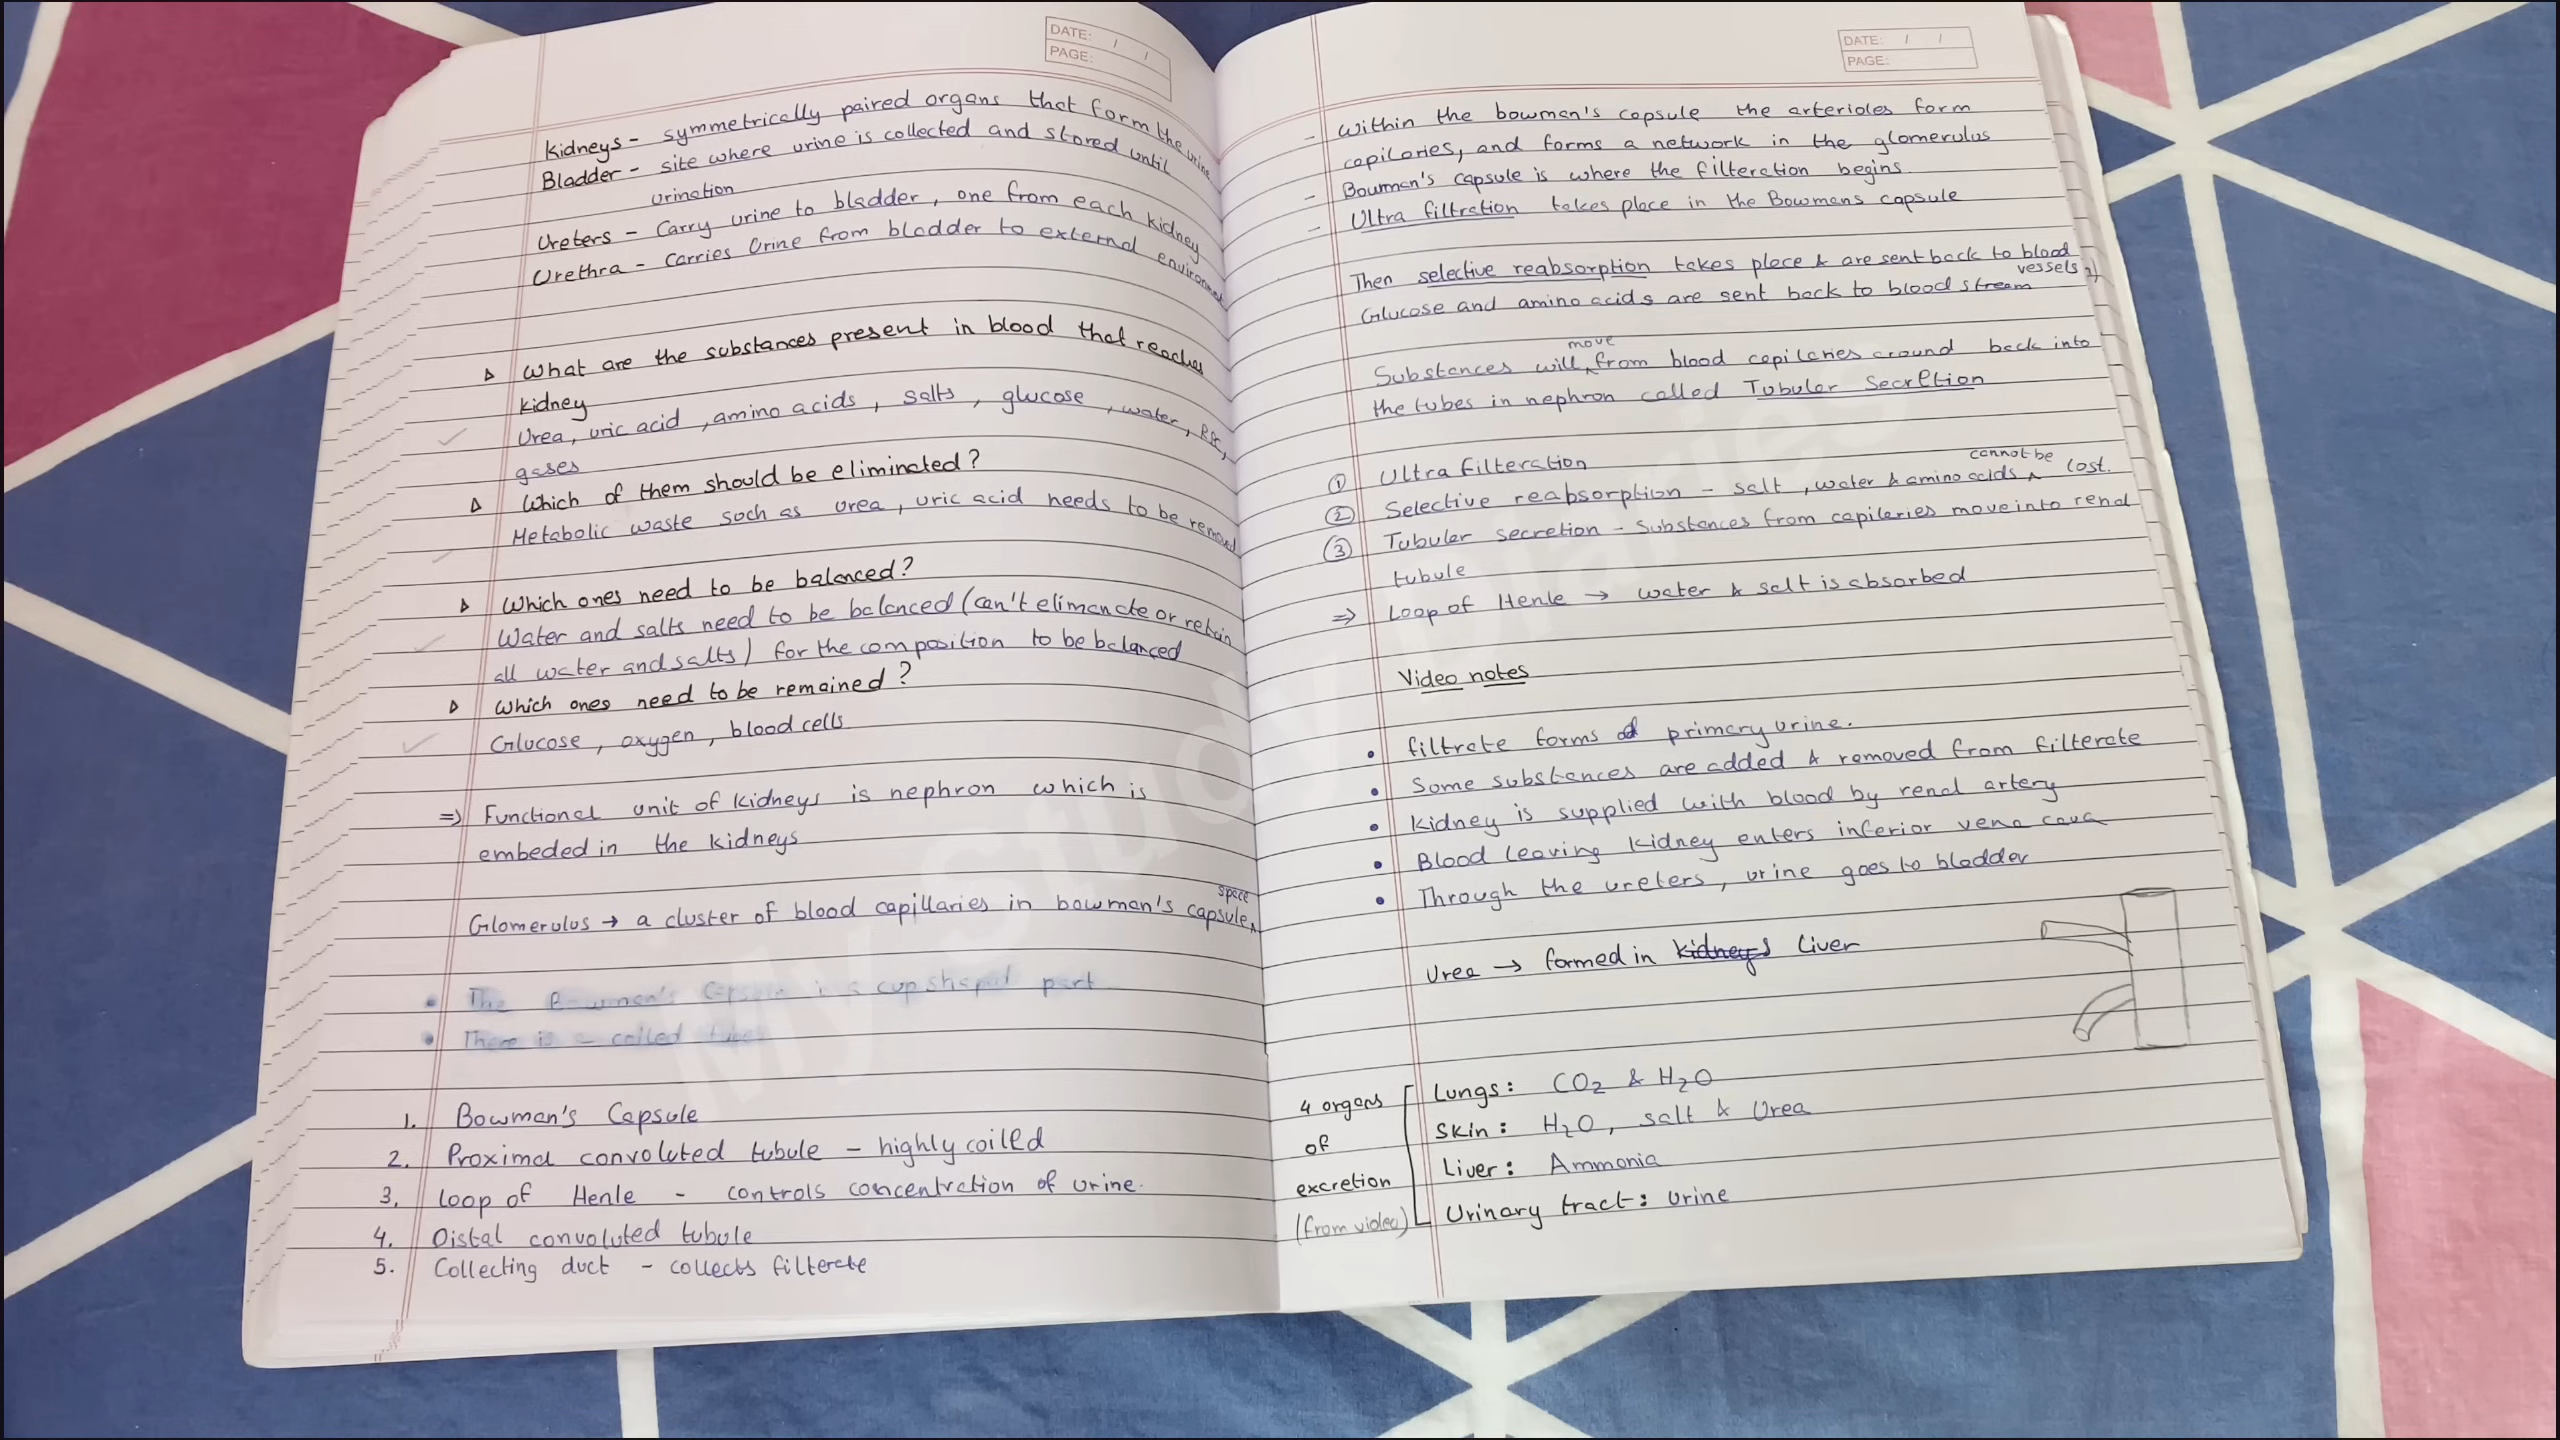 DATE: / /
PAGE:
Kidneys - symmetrically paired organs that form the urine
Bladder - site where urine is collected and stored until
urination
Ureters - Carry urine to bladder, one from each kidney
Urethra - Carries Urine from bladder to external environment
▷ What are the substances present in blood that reaches
kidney
Urea, uric acid, amino acids, salts, glucose, water, RBC,
gases
▷ Which of them should be eliminated?
Metabolic waste such as urea, uric acid needs to be removed
▷ Which ones need to be balanced?
Water and salts need to be balanced (can't elimancte or retain
all water and salts) for the composition to be balanced
▷ Which ones need to be remained?
Glucose, oxygen, blood cells
⇒ Functional unit of kidneys is nephron which is
embeded in the kidneys
space
Glomerulus → a cluster of blood capillaries in bowman's capsule
• The Bowman's Capsule is a cup shaped part
• There is a coiled tube
1. Bowman's Capsule
2. Proximal convoluted tubule - highly coiled
3. Loop of Henle - controls concentration of urine.
4. Distal convoluted tubule
5. Collecting duct - collects filterate
DATE: / /
PAGE:
- Within the bowman's capsule the arterioles form
capilaries, and forms a network in the glomerulus
- Bowman's capsule is where the filteration begins.
- Ultra filtration takes place in the Bowmans capsule
Then selective reabsorption takes place & are sent back to blood
vessels
Glucose and amino acids are sent back to blood stream
move
Substances will from blood capilaries around back into
the tubes in nephron called Tubular Secretion
① Ultra filteration
cannot be
② Selective reabsorption - salt, water & amino acids lost.
③ Tubular secretion - Substances from capileries move into renal
tubule
⇒ Loop of Henle → water & salt is absorbed
Video notes
• filtrate forms primary urine.
• Some substances are added & removed from filterate
• Kidney is supplied with blood by renal artery
• Blood leaving kidney enters inferior vena cava
• Through the ureters, urine goes to bladder
Urea → formed in kidneys Liver
4 organs of excretion (from video)
Lungs: CO₂ & H₂O
Skin: H₂O, salt & Urea
Liver: Ammonia
Urinary tract: Urine
My Study Diaries